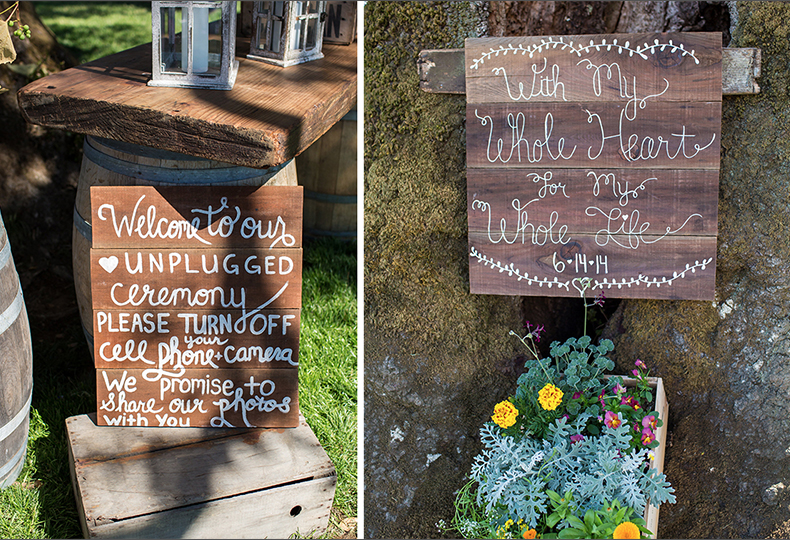 Welcome to our
UNPLUGGED
Ceremony
PLEASE TURN OFF
your
cell phone + camera
We promise to
share our photos
with You
With My
Whole Heart
For My
Whole Life
6·14·14